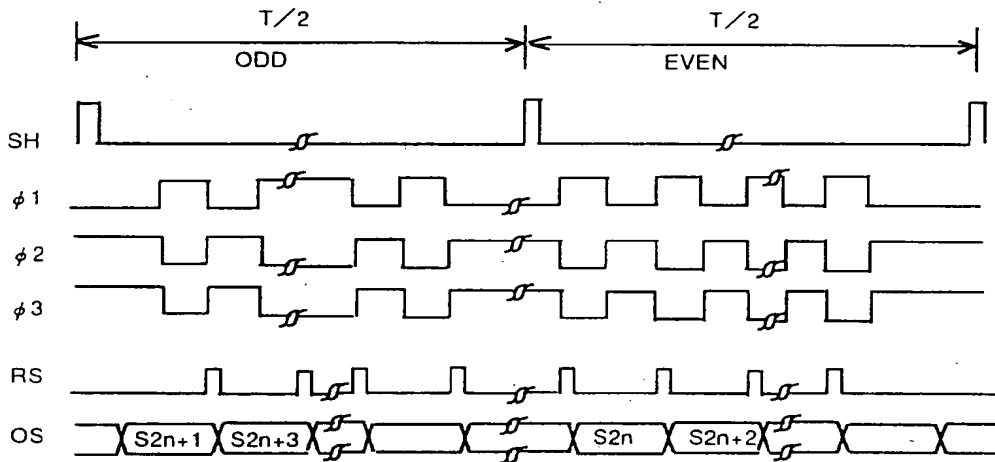 T/2 T/2
ODD EVEN
SH
φ1
φ2
φ3
RS
OS S2n+1 S2n+3 S2n S2n+2